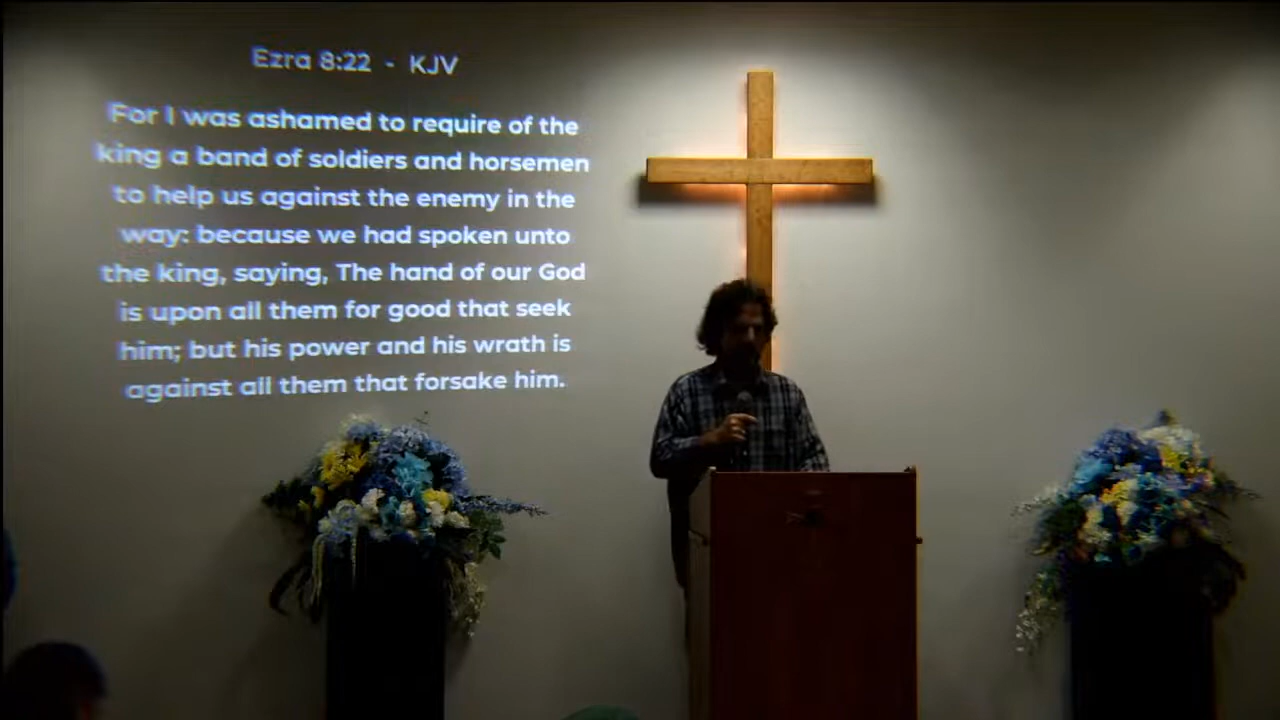 Ezra 8:22 - KJV
For I was ashamed to require of the
king a band of soldiers and horsemen
to help us against the enemy in the
way: because we had spoken unto
the king, saying, The hand of our God
is upon all them for good that seek
him; but his power and his wrath is
against all them that forsake him.